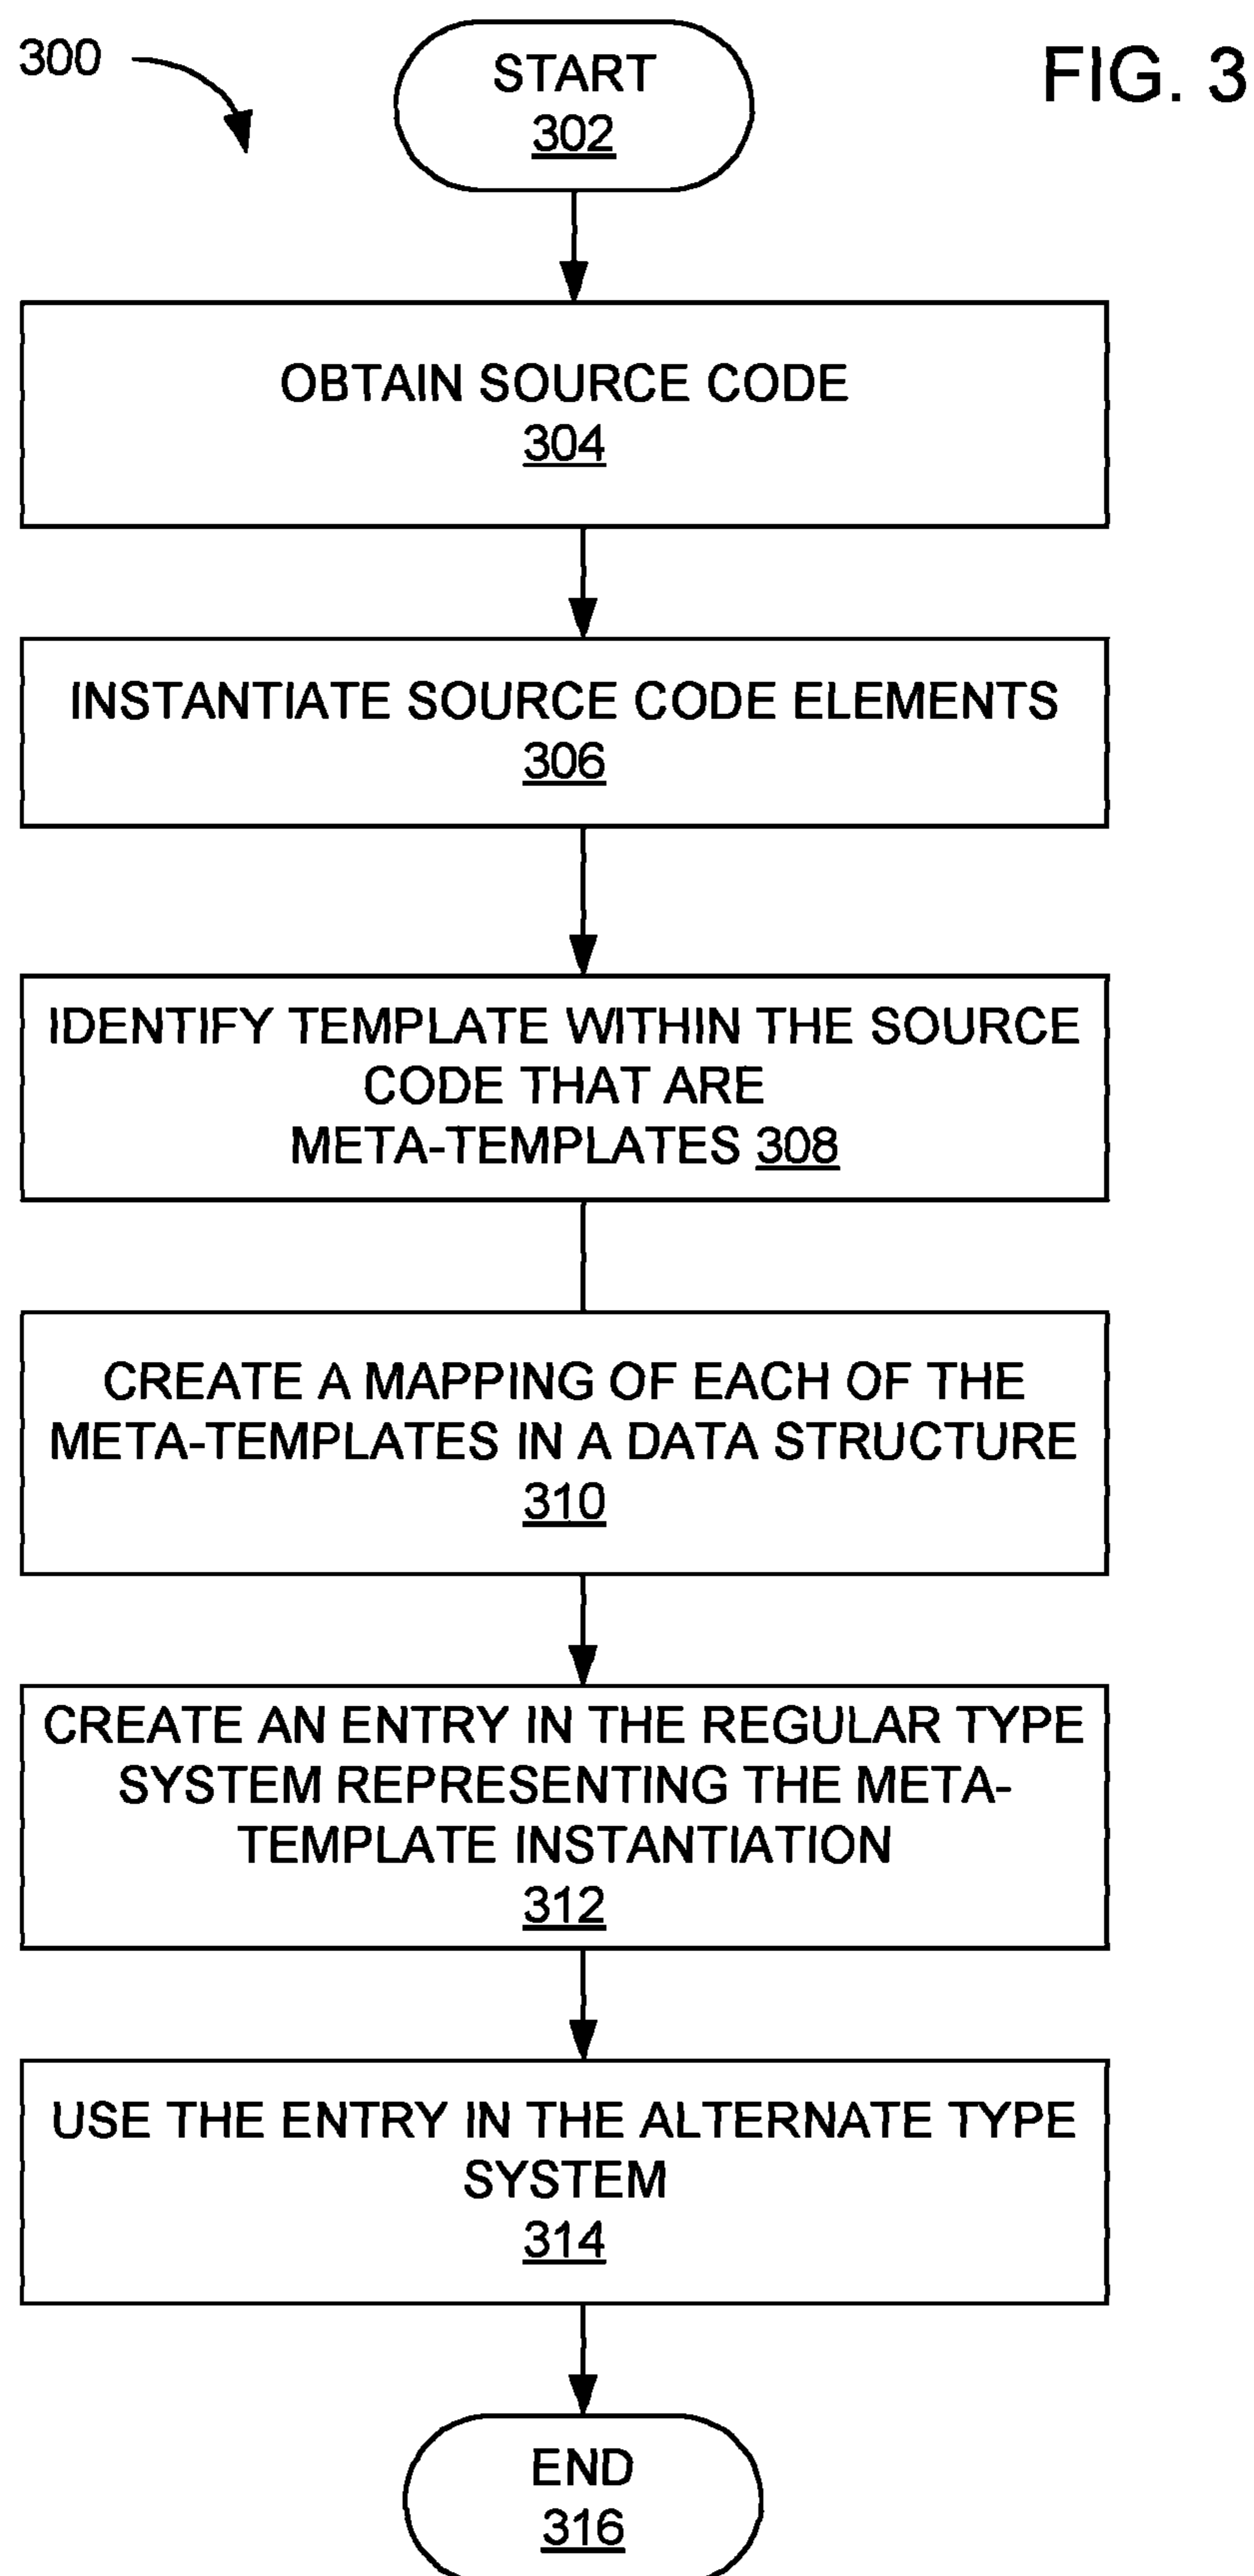 300
START
302
FIG. 3
OBTAIN SOURCE CODE
304
INSTANTIATE SOURCE CODE ELEMENTS
306
IDENTIFY TEMPLATE WITHIN THE SOURCE
CODE THAT ARE
META-TEMPLATES 308
CREATE A MAPPING OF EACH OF THE
META-TEMPLATES IN A DATA STRUCTURE
310
CREATE AN ENTRY IN THE REGULAR TYPE
SYSTEM REPRESENTING THE META-
TEMPLATE INSTANTIATION
312
USE THE ENTRY IN THE ALTERNATE TYPE
SYSTEM
314
END
316